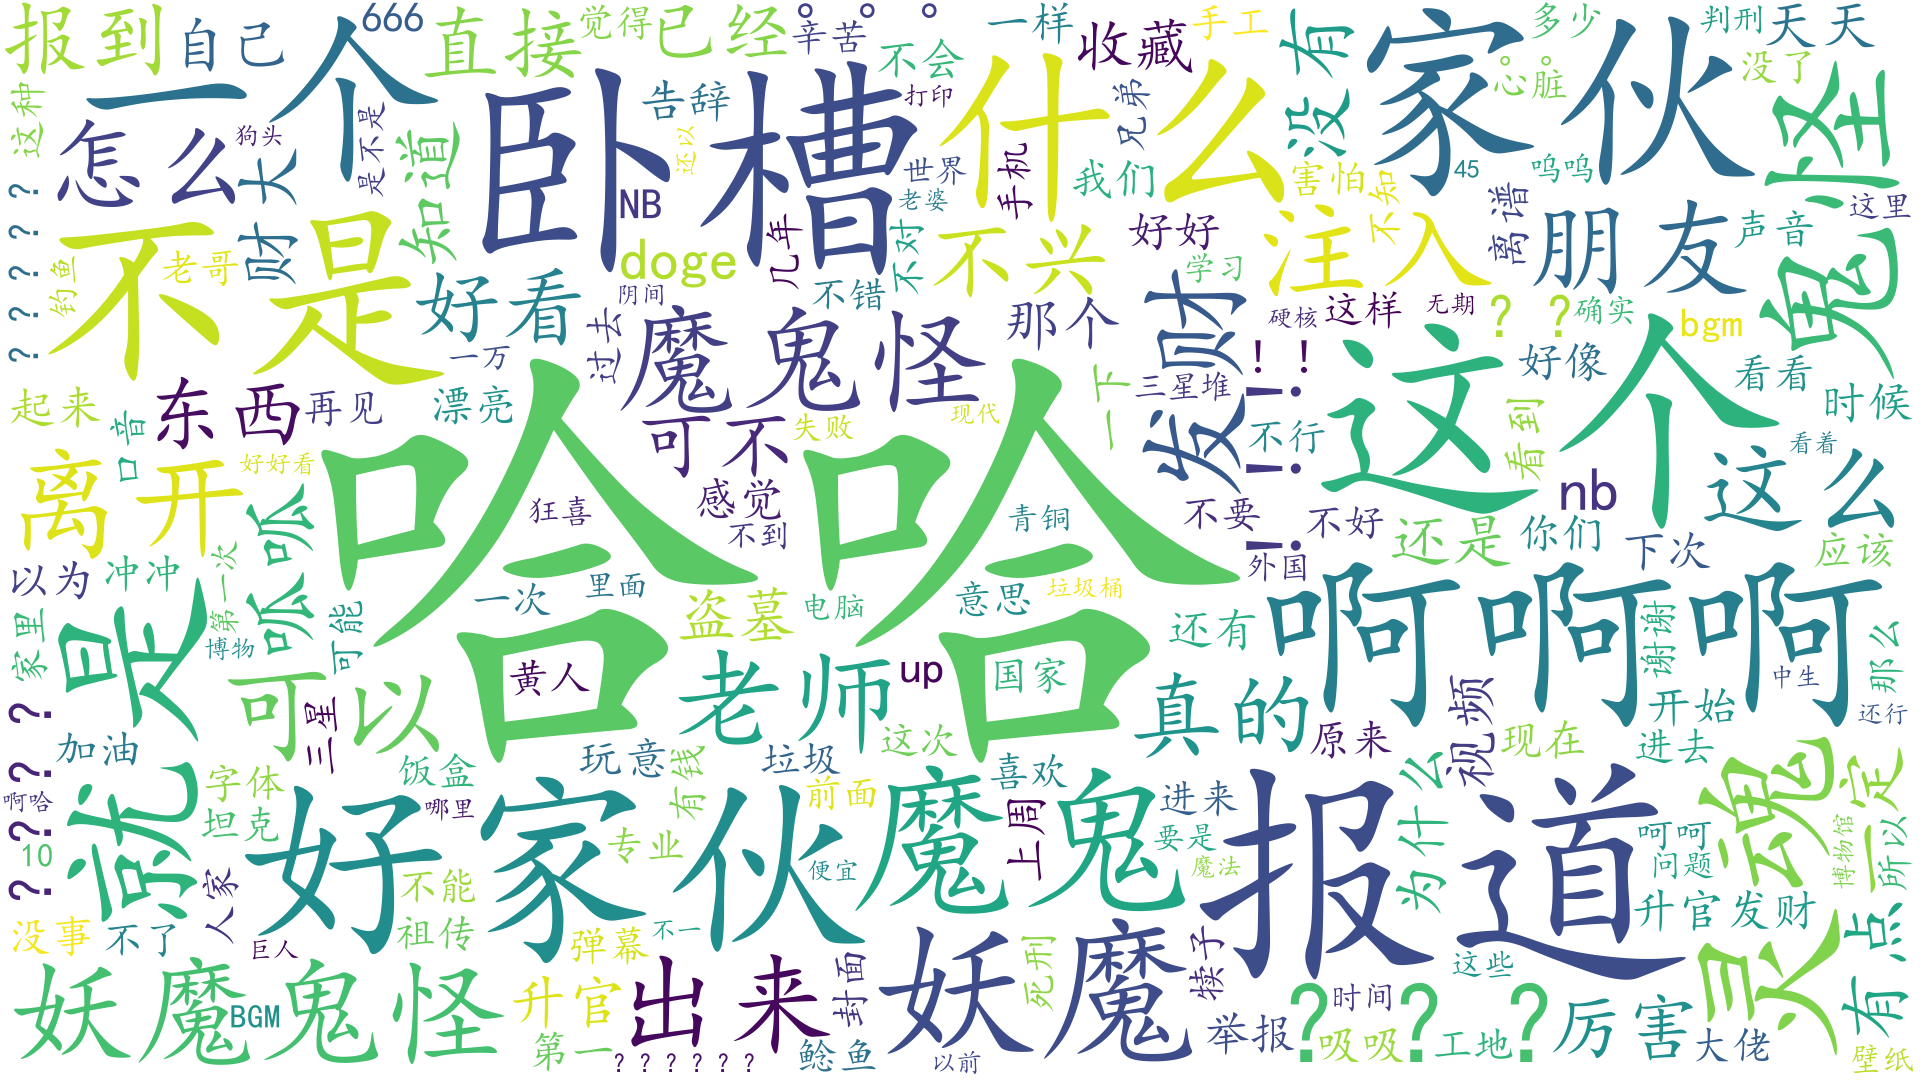 报到
自己
一个
666
直接
觉得
已经
。。。
辛苦
不会
一样
收藏
手工
没有
家伙
多少
判刑
天天
没了
心脏
。。
这种
怎么
狗头
大
是不是
知道
卧槽
告辞
打印
还以
NB
世界
老婆
什么
手机
兄弟
我们
害怕
不知
45
呜呜
离谱
鬼怪
这里
????????
不是
钓鱼
老哥
财
好看
doge
几年
不对
不兴
好好
学习
注入
朋友
声音
阴间
不错
过去
魔鬼怪
那个
发财
硬核
这样
无期
??
确实
bgm
!!
好像
看看
时候
起来
口音
东西
再见
一万
漂亮
可不
失败
现代
一下
三星堆
不行
这个
看到
看着
这么
离开
好好看
呱呱
哈哈
狂喜
感觉
不到
青铜
不要
不好
外国
还是
nb
你们
下次
应该
以为
冲冲
第一次
家里
就是
博物
可能
一次
里面
盗墓
电脑
意思
垃圾桶
还有
啊啊啊
谢谢
那么
中生
还行
可以
三星
黄人
老师
up
国家
真的
原来
视频
现在
开始
进去
???
加油
字体
坦克
饭盒
玩意
有钱
垃圾
这次
前面
喜欢
上周
进来
要是
魔法
为什么
报道
灵魂
一定
博物馆
所以
呵呵
问题
啊哈
10
哪里
好家伙
专业
便宜
魔鬼
人家
不能
祖传
没事
不了
巨人
弹幕
不一
死刑
犊子
升官发财
有点
这些
妖魔鬼怪
BGM
升官
第一
出来
??????
封面
鲶鱼
妖魔
以前
举报
时间
???
吸吸
工地
厉害
大佬
壁纸